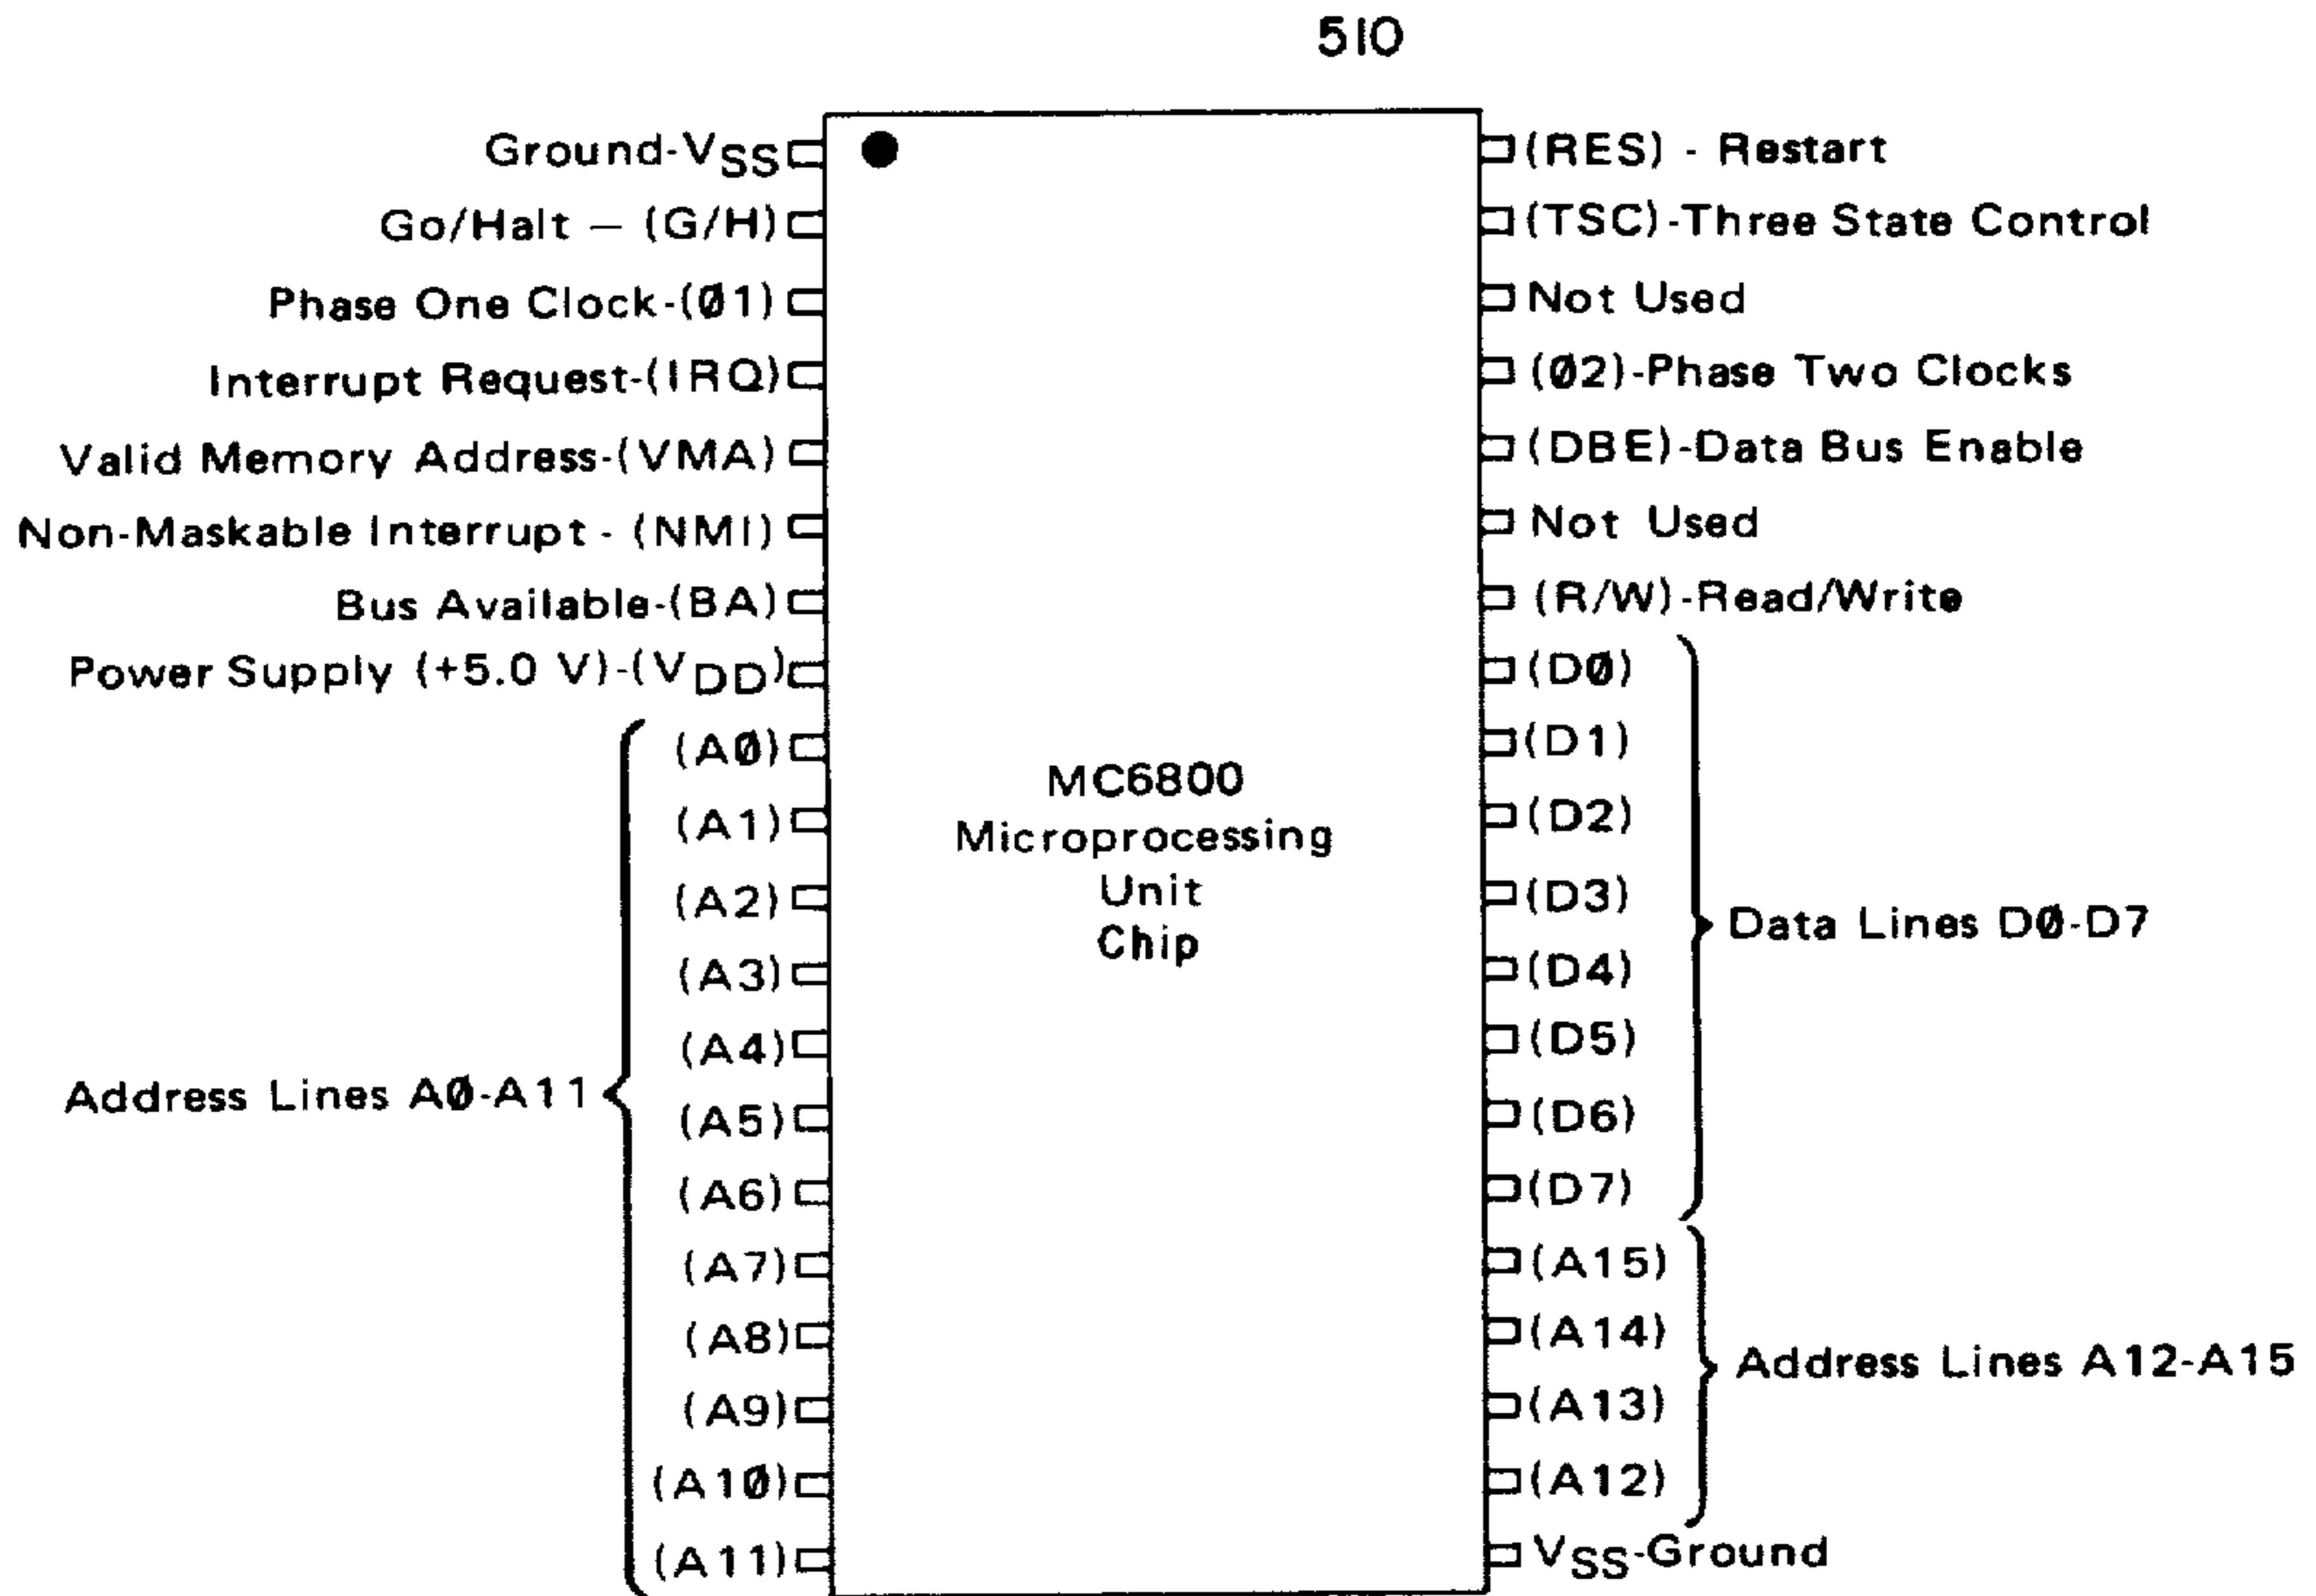 510
Ground-VSS
Go/Halt — (G/H)
Phase One Clock-(Ø1)
Interrupt Request-(IRQ)
Valid Memory Address-(VMA)
Non-Maskable Interrupt - (NMI)
Bus Available-(BA)
Power Supply (+5.0 V)-(VDD)
(AØ)
(A1)
(A2)
(A3)
(A4)
(A5)
(A6)
(A7)
(A8)
(A9)
(A1Ø)
(A11)
Address Lines AØ-A11
MC6800
Microprocessing
Unit
Chip
(RES) - Restart
(TSC)-Three State Control
Not Used
(Ø2)-Phase Two Clocks
(DBE)-Data Bus Enable
Not Used
(R/W)-Read/Write
(DØ)
(D1)
(D2)
(D3)
(D4)
(D5)
(D6)
(D7)
Data Lines DØ-D7
(A15)
(A14)
(A13)
(A12)
Address Lines A12-A15
VSS-Ground